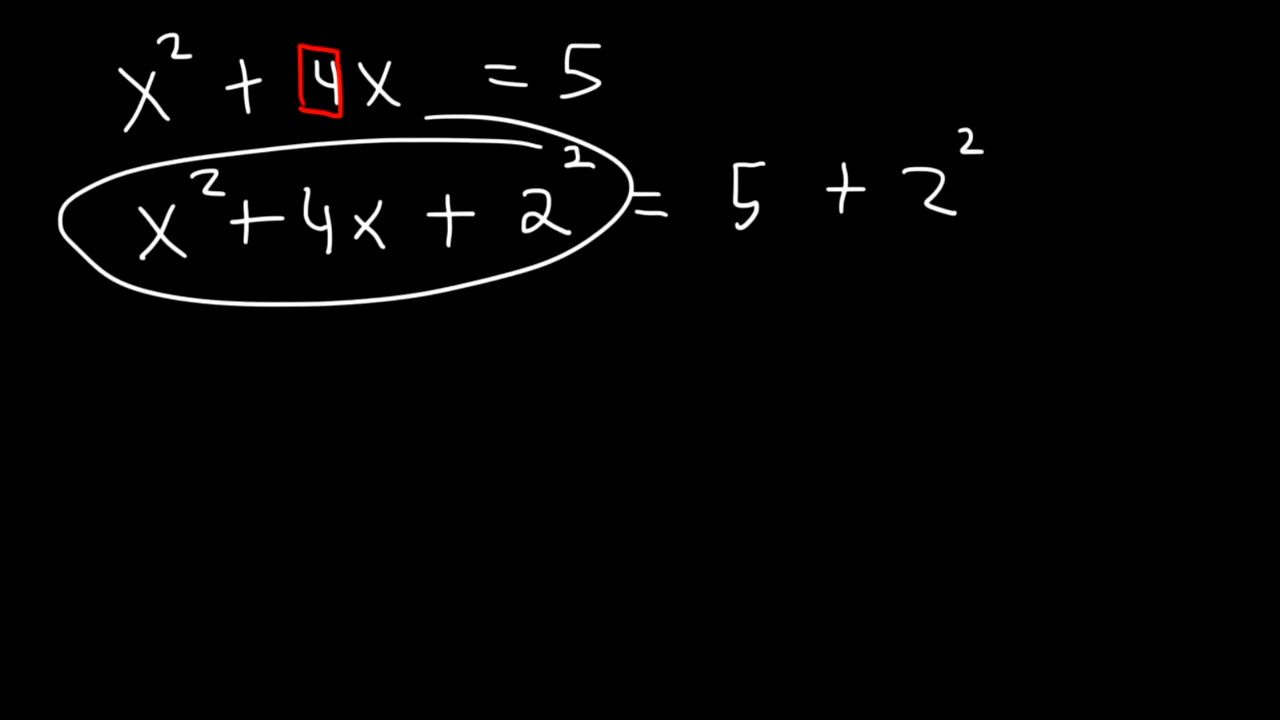 x² + 4x = 5
x² + 4x + 2² = 5 + 2²